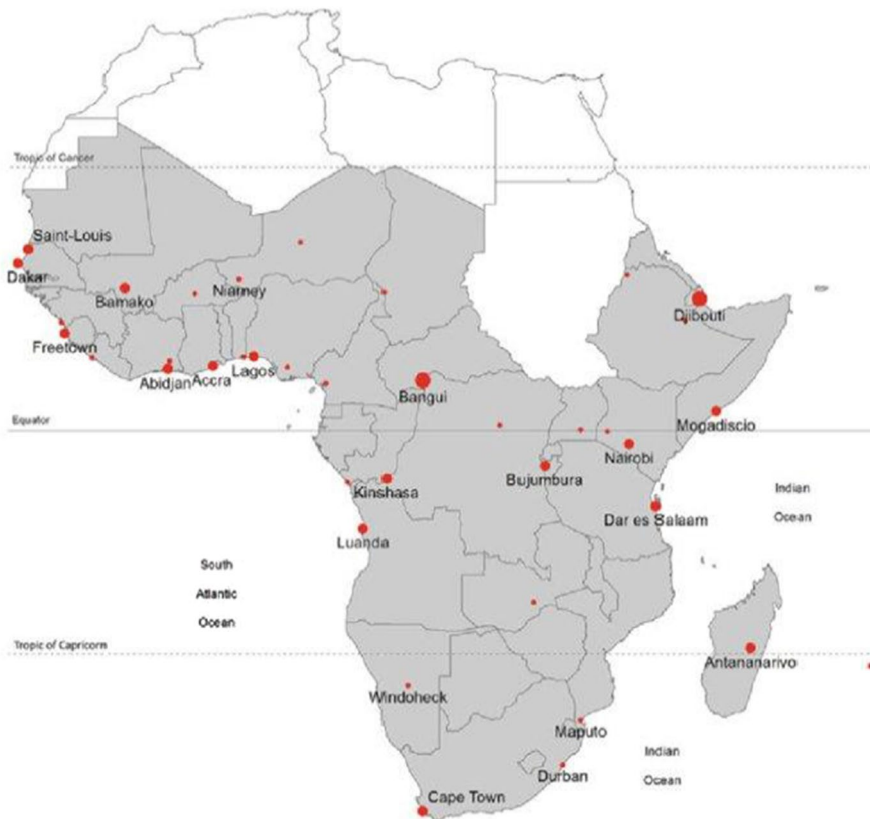 Tropic of Cancer
Saint-Louis
Dakar
Bamako
Niamey
Djibouti
Freetown
Abidjan
Accra
Lagos
Bangui
Mogadiscio
Equator
Nairobi
Bujumbura
Kinshasa
Indian
Ocean
Dar es Salaam
Luanda
South
Atlantic
Ocean
Tropic of Capricorm
Antananarivo
Windoheck
Maputo
Indian
Ocean
Durban
Cape Town